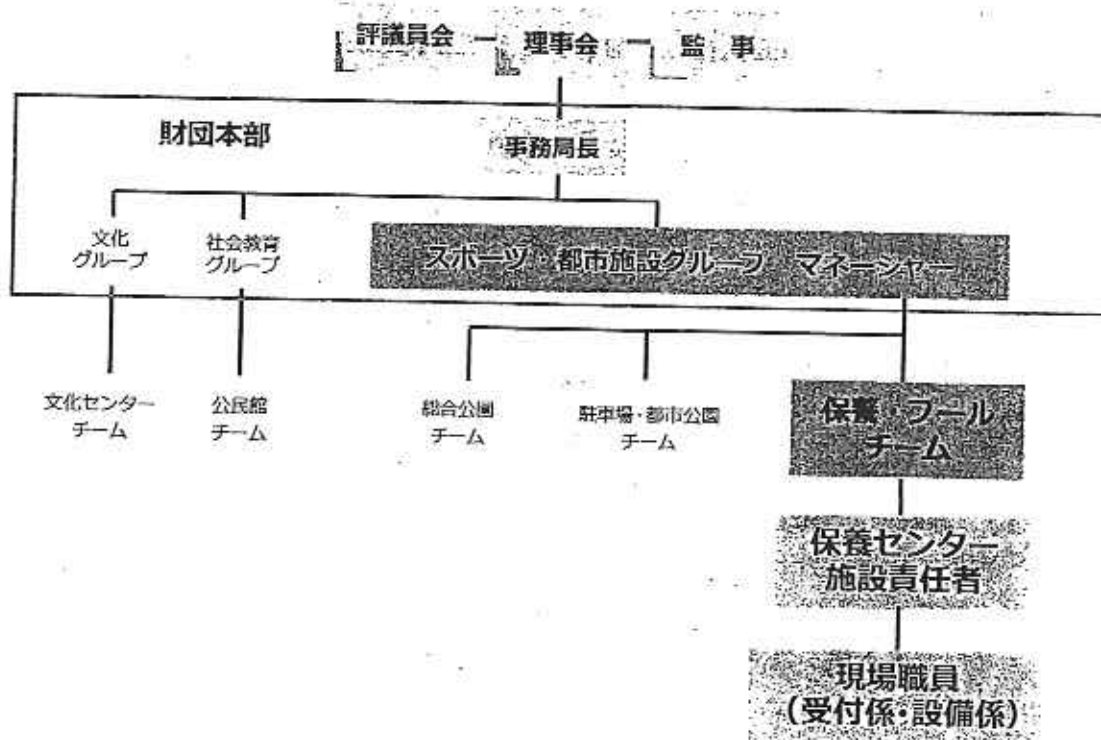 評議員会 理事会 監事
財団本部
事務局長
文化
グループ
社会教育
グループ
スポーツ・都市施設グループ マネージャー
文化センター
チーム
公民館
チーム
総合公園
チーム
駐車場・都市公園
チーム
保養・プール
チーム
保養センター
施設責任者
現場職員
（受付係・設備係）